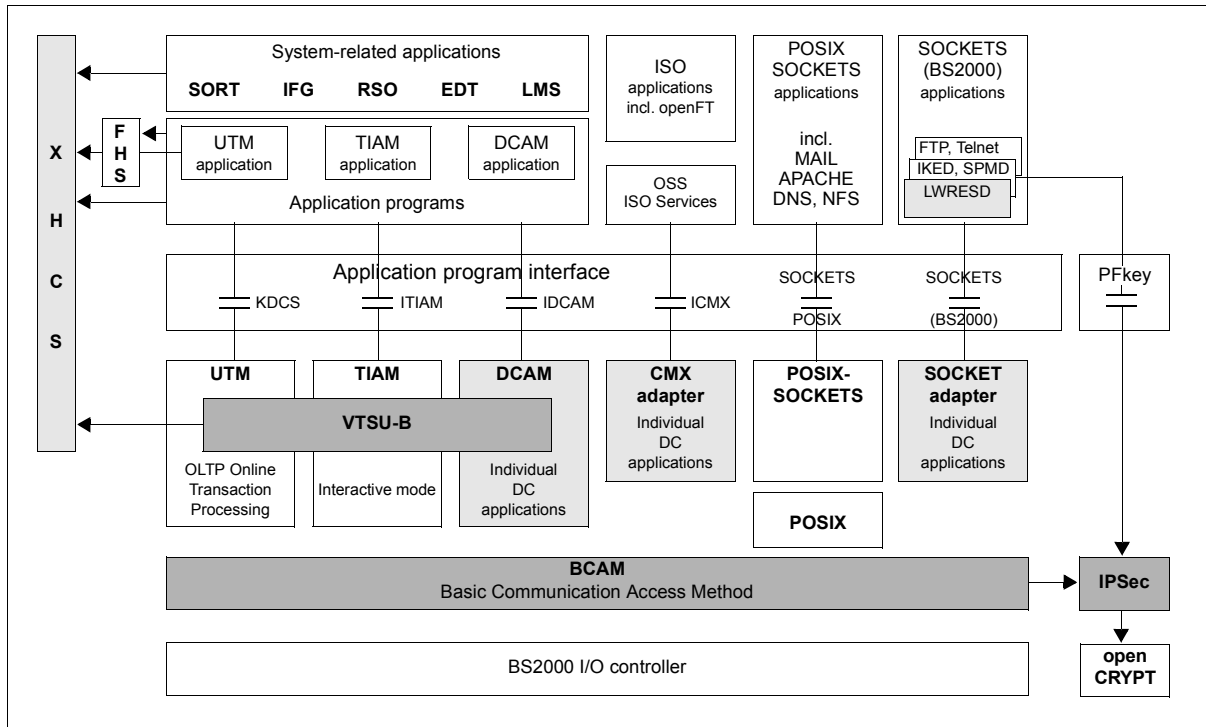 X
H
C
S
F
H
S
System-related applications
SORT IFG RSO EDT LMS
UTM
application
TIAM
application
DCAM
application
Application programs
ISO
applications
incl. openFT
OSS
ISO Services
POSIX
SOCKETS
applications
incl.
MAIL
APACHE
DNS, NFS
SOCKETS
(BS2000)
applications
FTP, Telnet
IKED, SPMD
LWRESD
Application program interface
KDCS
ITIAM
IDCAM
ICMX
SOCKETS
POSIX
SOCKETS
(BS2000)
PFkey
UTM
OLTP Online
Transaction
Processing
TIAM
Interactive mode
DCAM
Individual
DC
applications
VTSU-B
CMX
adapter
Individual
DC
applications
POSIX-
SOCKETS
POSIX
SOCKET
adapter
Individual
DC
applications
BCAM
Basic Communication Access Method
IPSec
BS2000 I/O controller
open
CRYPT